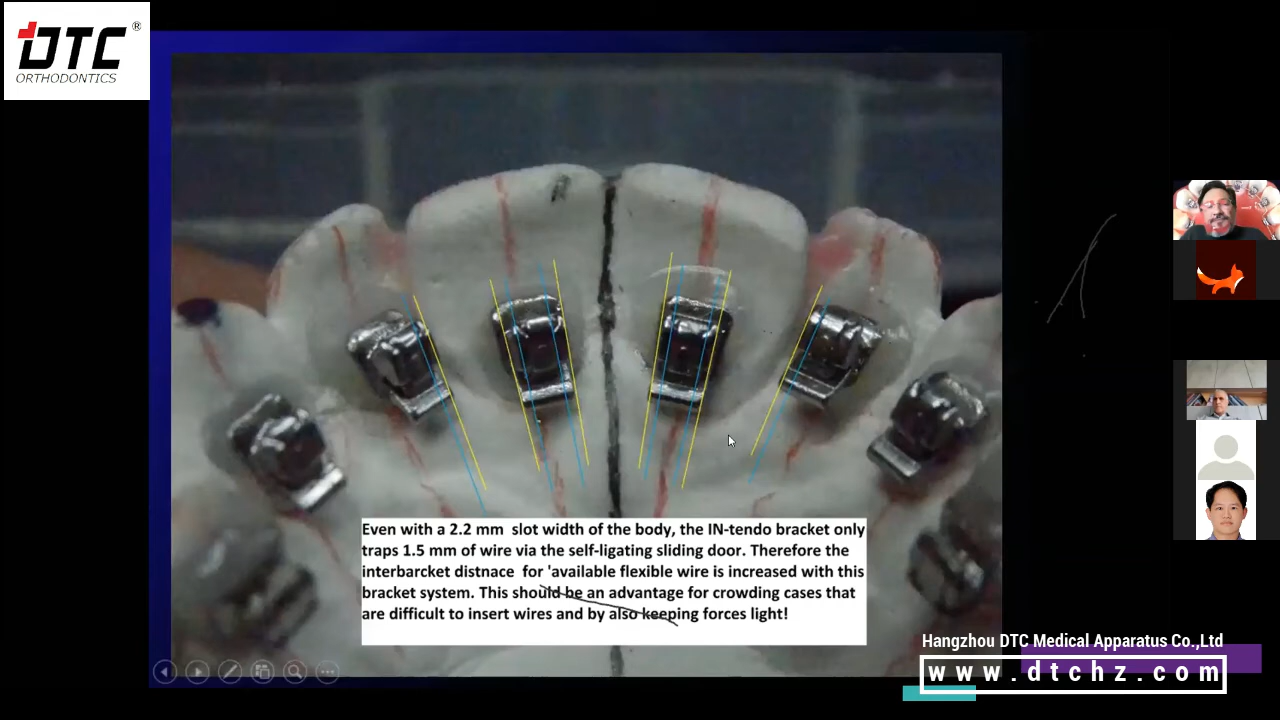 DTC®
ORTHODONTICS
Even with a 2.2 mm slot width of the body, the IN-tendo bracket only
traps 1.5 mm of wire via the self-ligating sliding door. Therefore the
interbarcket distnace for 'available flexible wire is increased with this
bracket system. This should be an advantage for crowding cases that
are difficult to insert wires and by also keeping forces light!
Hangzhou DTC Medical Apparatus Co.,Ltd
www.dtchz.com